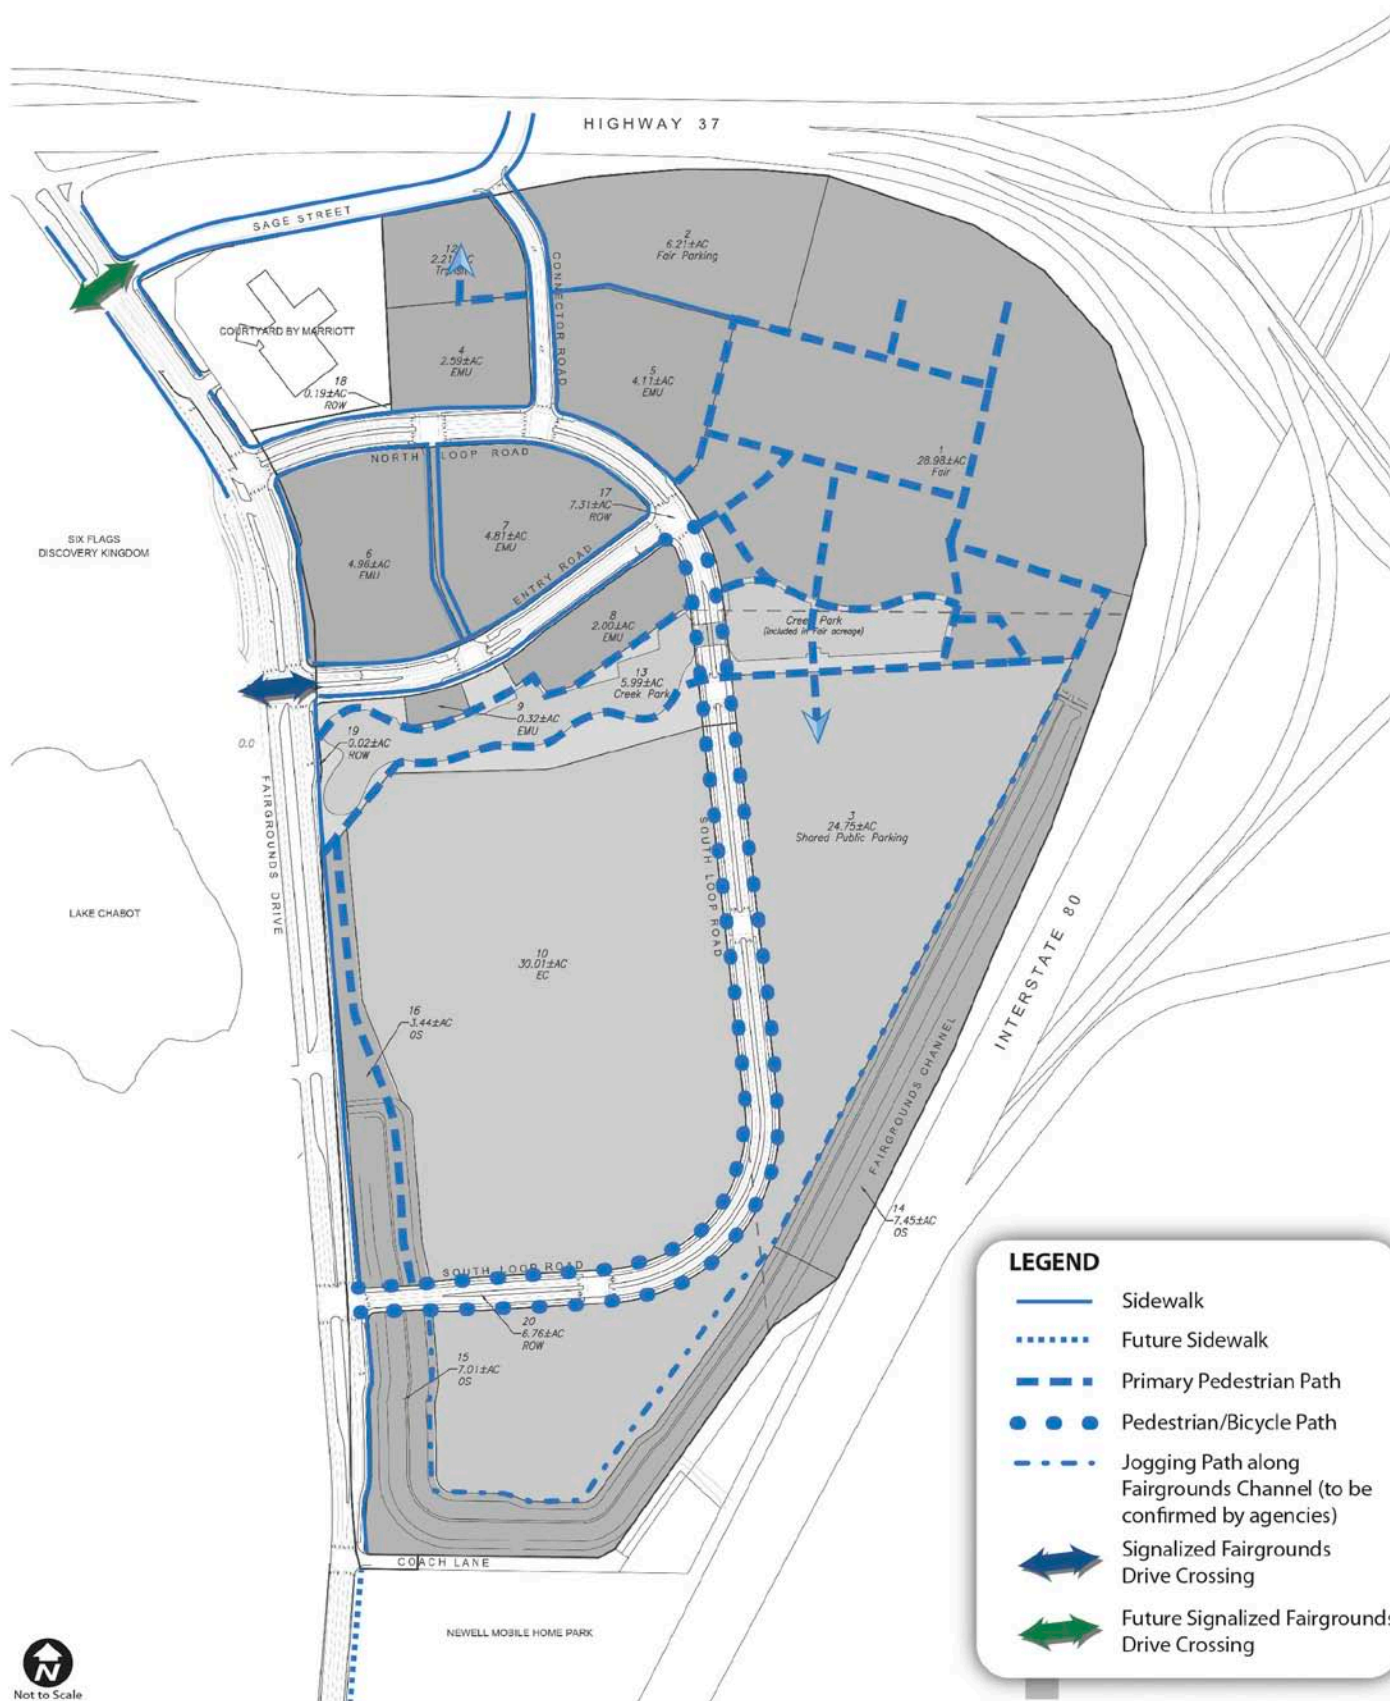 HIGHWAY 37
SAGE STREET
12
2.21±AC
Transit
2
6.21±AC
Fair Parking
CONNECTOR ROAD
COURTYARD BY MARRIOTT
4
2.59±AC
EMU
5
4.11±AC
EMU
18
0.19±AC
ROW
NORTH LOOP ROAD
1
28.98±AC
Fair
17
7.31±AC
ROW
SIX FLAGS
DISCOVERY KINGDOM
6
4.96±AC
EMU
7
4.81±AC
EMU
ENTRY ROAD
8
2.00±AC
EMU
Creek Park
(included in Fair acreage)
13
5.99±AC
Creek Park
9
0.32±AC
EMU
19
0.02±AC
ROW
0.0
FAIRGROUNDS DRIVE
SOUTH LOOP ROAD
3
24.75±AC
Shared Public Parking
LAKE CHABOT
10
30.01±AC
EC
INTERSTATE 80
16
3.44±AC
OS
FAIRGROUNDS CHANNEL
14
7.45±AC
OS
SOUTH LOOP ROAD
20
6.76±AC
ROW
15
7.01±AC
OS
COACH LANE
NEWELL MOBILE HOME PARK
LEGEND
Sidewalk
Future Sidewalk
Primary Pedestrian Path
Pedestrian/Bicycle Path
Jogging Path along
Fairgrounds Channel (to be
confirmed by agencies)
Signalized Fairgrounds
Drive Crossing
Future Signalized Fairgrounds
Drive Crossing
N
Not to Scale